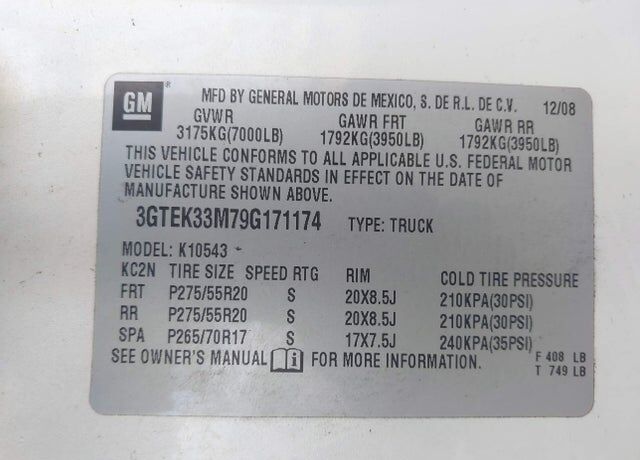 GM ®
MFD BY GENERAL MOTORS DE MEXICO, S. DE R.L. DE C.V. 12/08
GVWR GAWR FRT GAWR RR
3175KG(7000LB) 1792KG(3950LB) 1792KG(3950LB)
THIS VEHICLE CONFORMS TO ALL APPLICABLE U.S. FEDERAL MOTOR
VEHICLE SAFETY STANDARDS IN EFFECT ON THE DATE OF
MANUFACTURE SHOWN ABOVE.
3GTEK33M79G171174 TYPE: TRUCK
MODEL: K10543
KC2N TIRE SIZE SPEED RTG RIM COLD TIRE PRESSURE
FRT P275/55R20 S 20X8.5J 210KPA(30PSI)
RR P275/55R20 S 20X8.5J 210KPA(30PSI)
SPA P265/70R17 S 17X7.5J 240KPA(35PSI)
SEE OWNER'S MANUAL i FOR MORE INFORMATION.
F 408 LB
T 749 LB